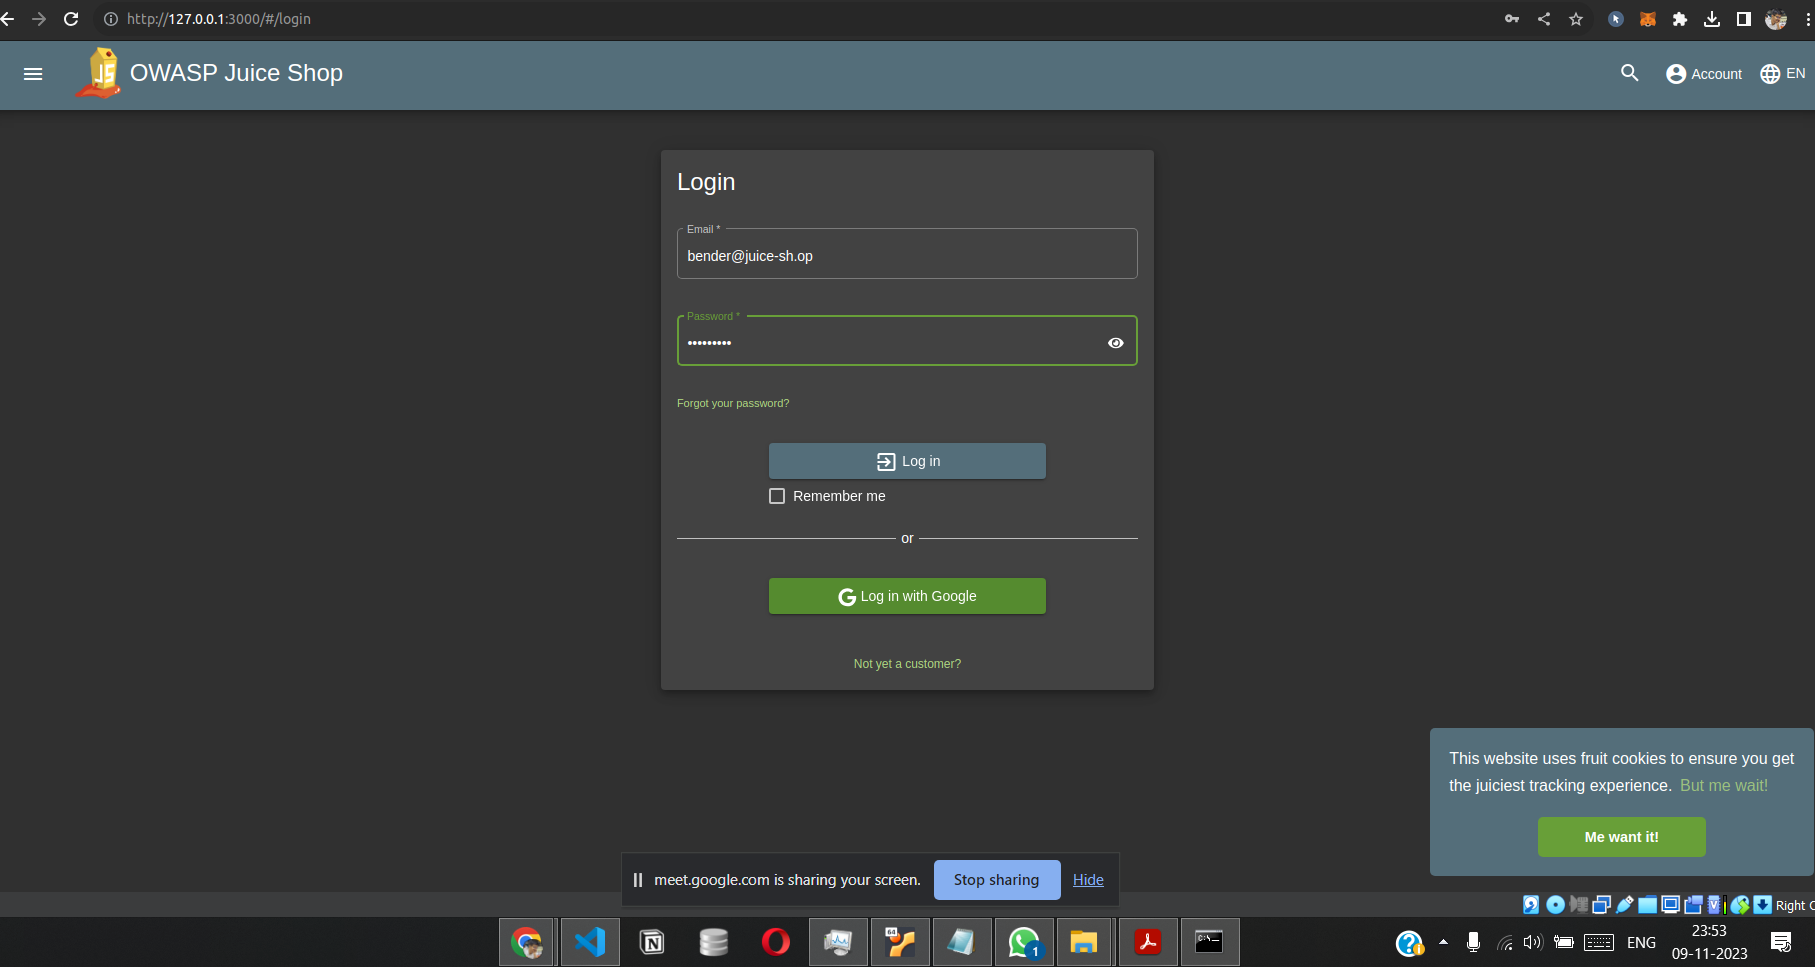 http://127.0.0.1:3000/#/login
OWASP Juice Shop
Account
EN
Login
Email *
bender@juice-sh.op
Password *
•••••••••
Forgot your password?
Log in
Remember me
or
G Log in with Google
Not yet a customer?
This website uses fruit cookies to ensure you get
the juiciest tracking experience. But me wait!
Me want it!
meet.google.com is sharing your screen. Stop sharing Hide
Right C
64
1
ENG
23:53
09-11-2023